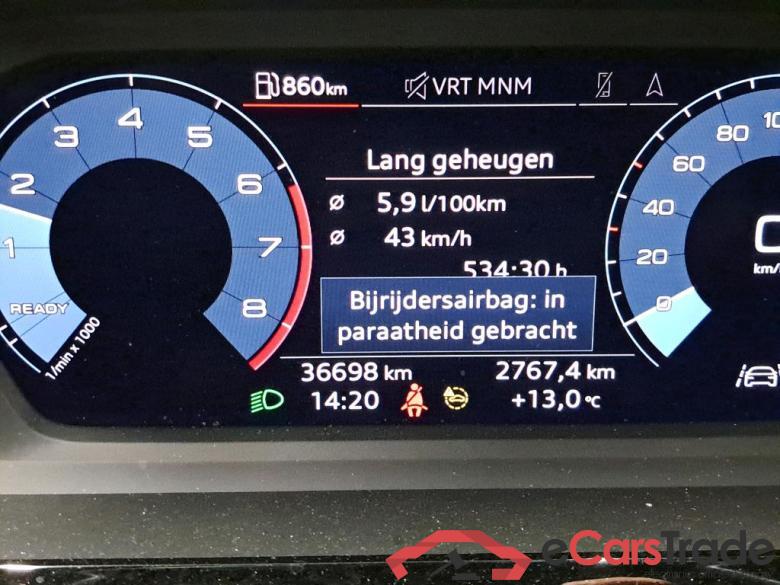 860km
VRT MNM
Lang geheugen
ø 5,9 l/100km
ø 43 km/h
534:30 h
Bijrijdersairbag: in
paraatheid gebracht
36698 km
2767,4 km
14:20
+13,0 °C
1
2
3
4
5
6
7
8
READY
1/min x 1000
0
20
40
60
80
km/
eCarsTrade